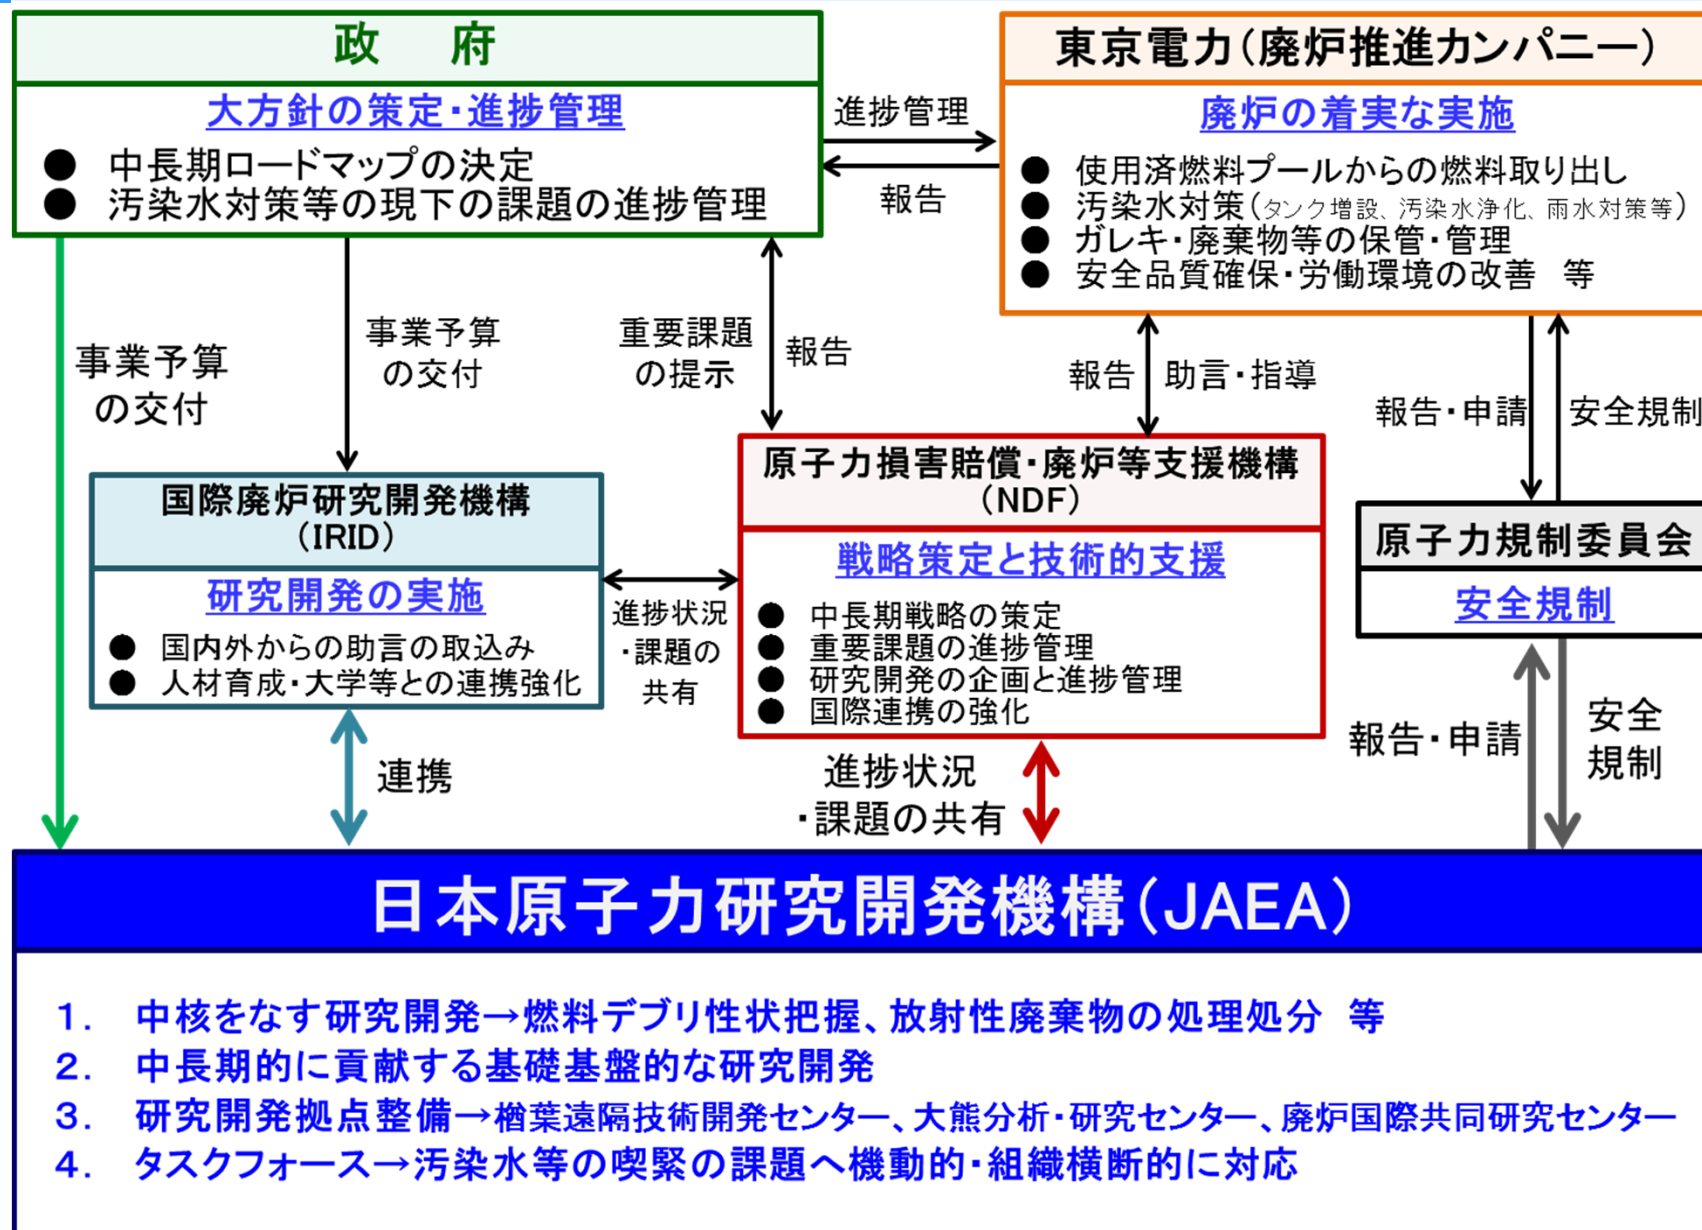 政　府
大方針の策定・進捗管理
● 中長期ロードマップの決定
● 汚染水対策等の現下の課題の進捗管理
進捗管理
報告
東京電力(廃炉推進カンパニー)
廃炉の着実な実施
● 使用済燃料プールからの燃料取り出し
● 汚染水対策(タンク増設、汚染水浄化、雨水対策等)
● ガレキ・廃棄物等の保管・管理
● 安全品質確保・労働環境の改善　等
事業予算
の交付
事業予算
の交付
重要課題
の提示
報告
報告
助言・指導
報告・申請
安全規制
国際廃炉研究開発機構
(IRID)
研究開発の実施
● 国内外からの助言の取込み
● 人材育成・大学等との連携強化
進捗状況
・課題の
共有
原子力損害賠償・廃炉等支援機構
(NDF)
戦略策定と技術的支援
● 中長期戦略の策定
● 重要課題の進捗管理
● 研究開発の企画と進捗管理
● 国際連携の強化
原子力規制委員会
安全規制
連携
進捗状況
・課題の共有
報告・申請
安全
規制
日本原子力研究開発機構(JAEA)
1. 中核をなす研究開発→燃料デブリ性状把握、放射性廃棄物の処理処分　等
2. 中長期的に貢献する基礎基盤的な研究開発
3. 研究開発拠点整備→楢葉遠隔技術開発センター、大熊分析・研究センター、廃炉国際共同研究センター
4. タスクフォース→汚染水等の喫緊の課題へ機動的・組織横断的に対応